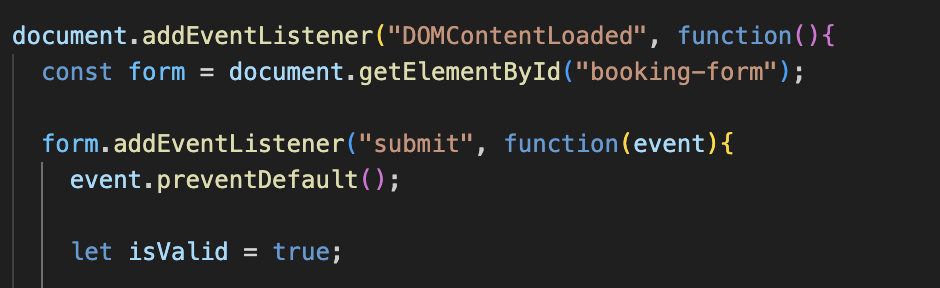 document.addEventListener("DOMContentLoaded", function(){
const form = document.getElementById("booking-form");
form.addEventListener("submit", function(event){
event.preventDefault();
let isValid = true;